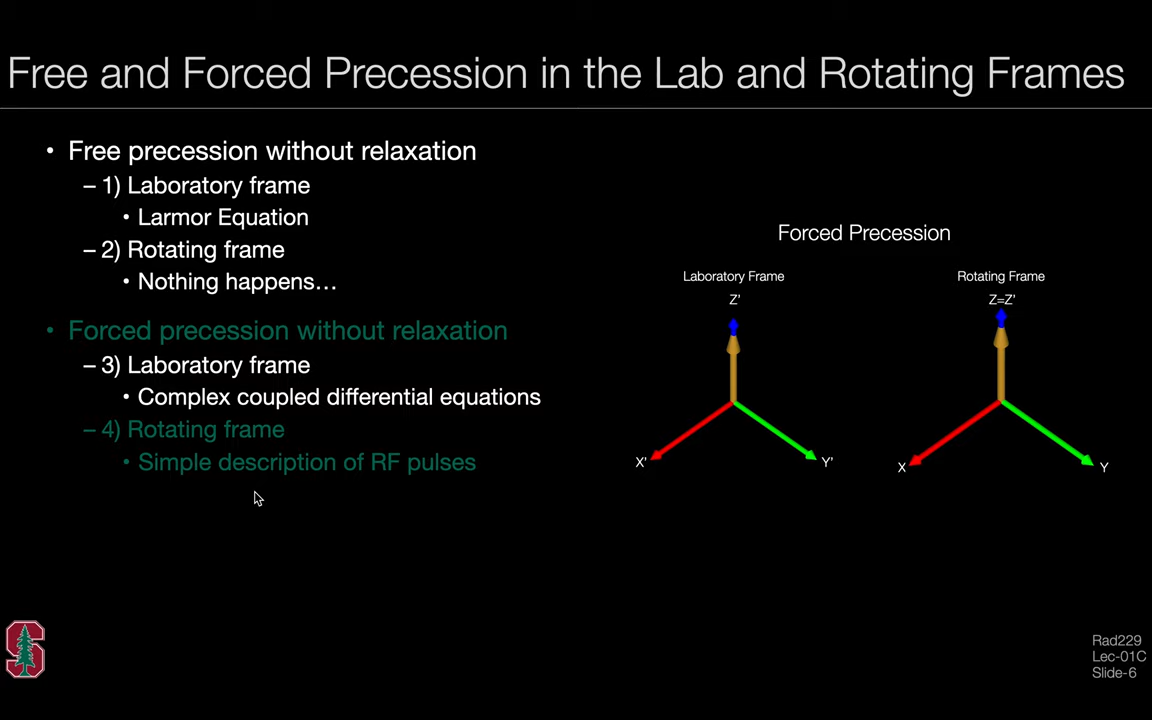 Free and Forced Precession in the Lab and Rotating Frames
• Free precession without relaxation
– 1) Laboratory frame
• Larmor Equation
– 2) Rotating frame
• Nothing happens…
• Forced precession without relaxation
– 3) Laboratory frame
• Complex coupled differential equations
– 4) Rotating frame
• Simple description of RF pulses
Forced Precession
Laboratory Frame
Z'
X'
Y'
Rotating Frame
Z=Z'
X
Y
S
Rad229
Lec-01C
Slide-6